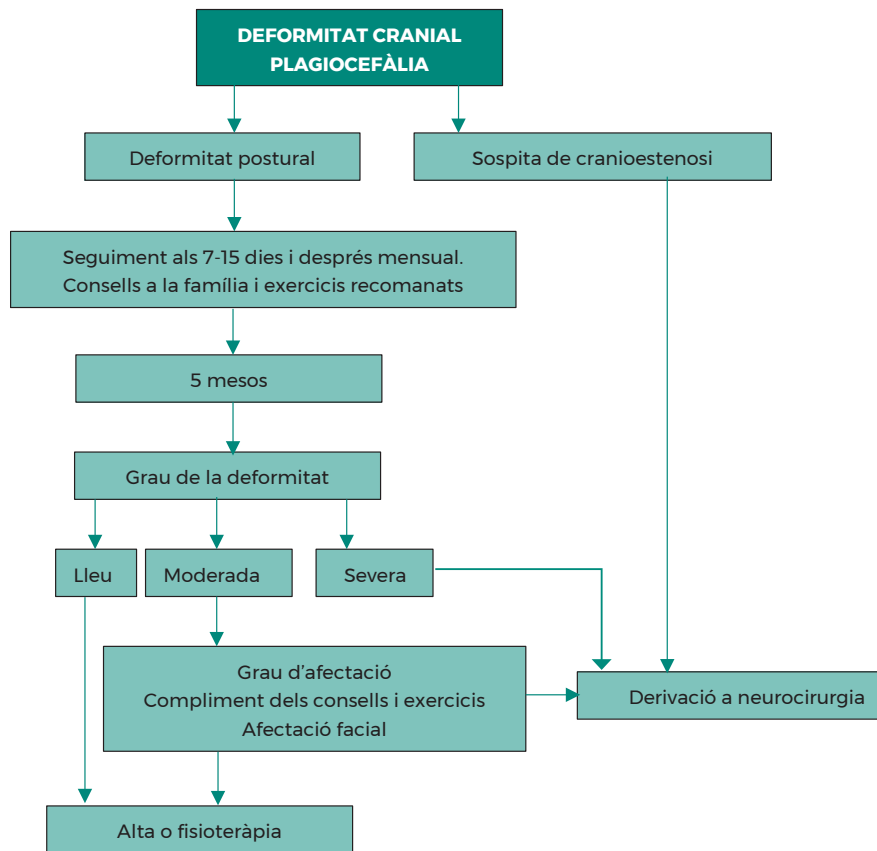 DEFORMITAT CRANIAL
PLAGIOCEFÀLIA
Deformitat postural
Sospita de cranioestenosi
Seguiment als 7-15 dies i després mensual.
Consells a la família i exercicis recomanats
5 mesos
Grau de la deformitat
Lleu
Moderada
Severa
Grau d’afectació
Compliment dels consells i exercicis
Afectació facial
Derivació a neurocirurgia
Alta o fisioteràpia